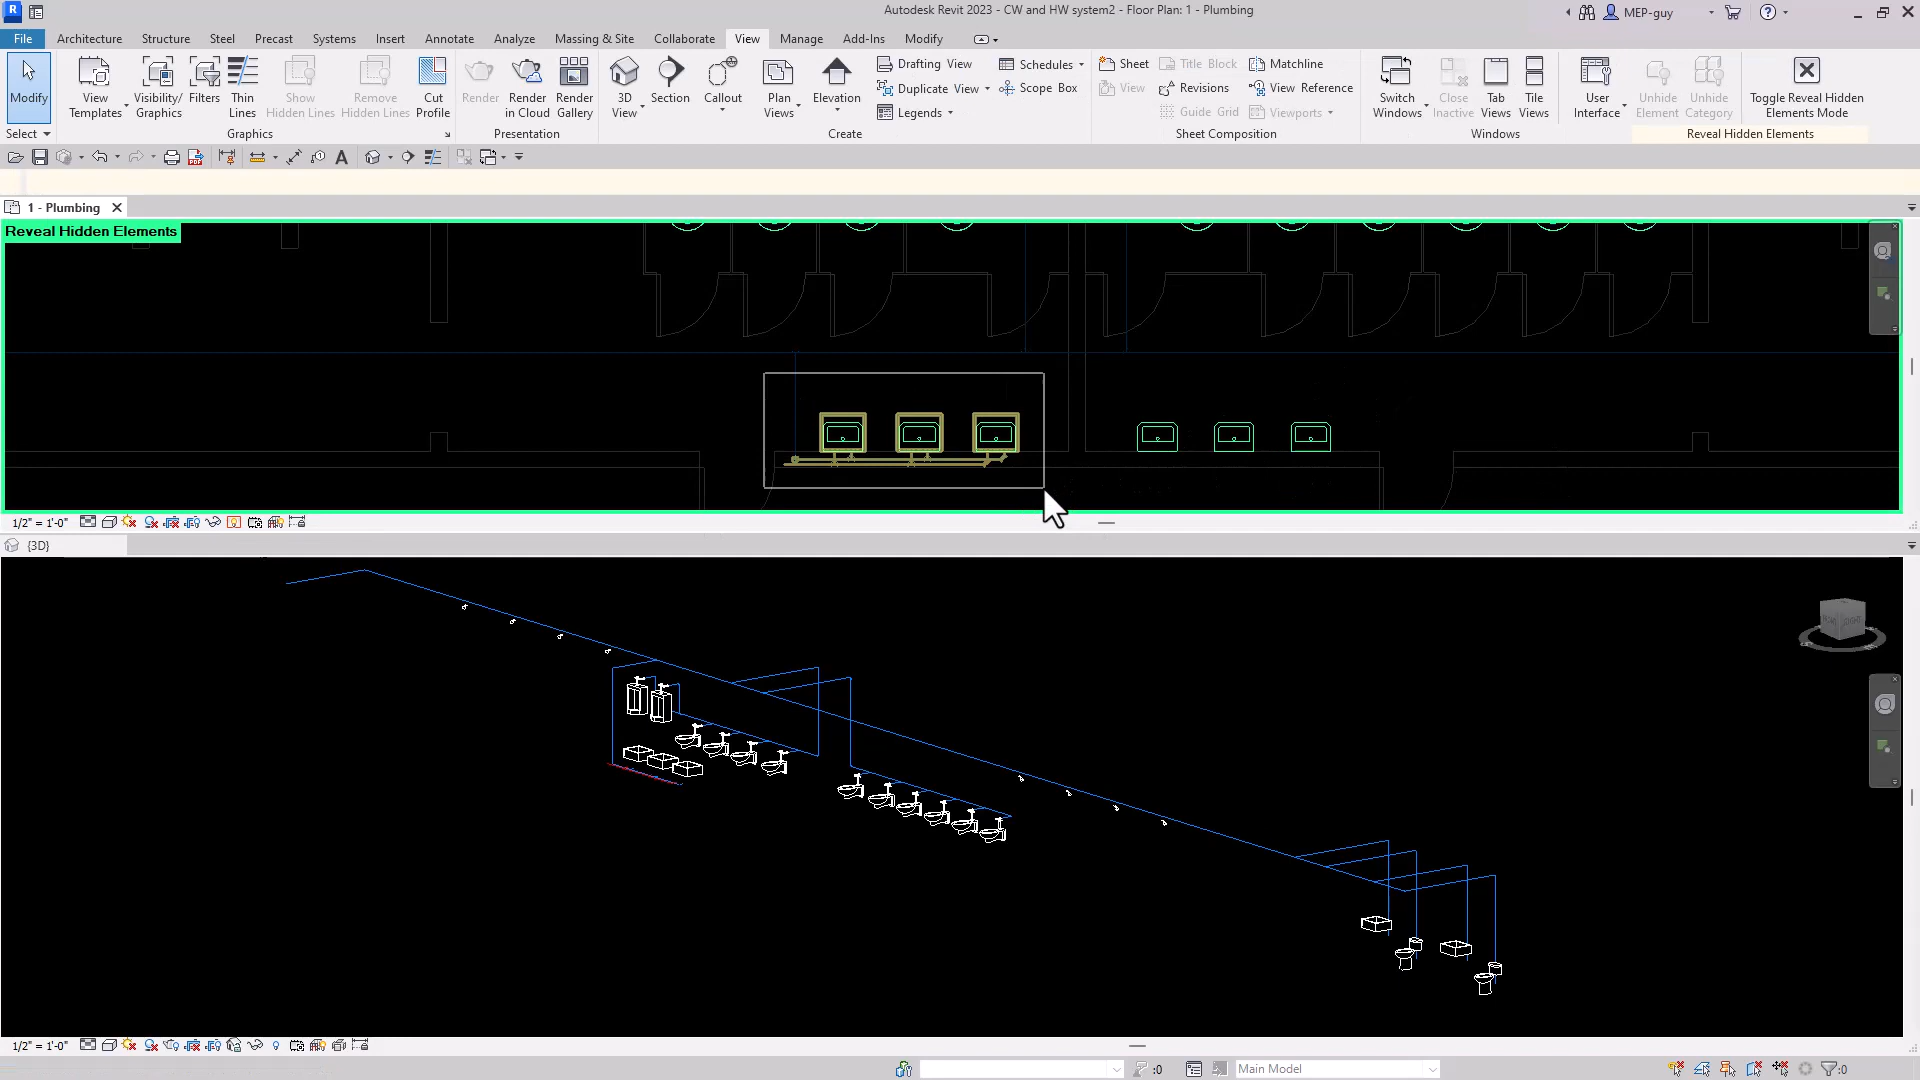 R
Autodesk Revit 2023 - CW and HW system2 - Floor Plan: 1 - Plumbing
MEP-guy
File Architecture Structure Steel Precast Systems Insert Annotate Analyze Massing & Site Collaborate View Manage Add-Ins Modify
Modify
View Templates
Visibility/ Graphics
Filters
Thin Lines
Show Hidden Lines
Remove Hidden Lines
Cut Profile
Render
Render in Cloud
Render Gallery
3D View
Section
Callout
Plan Views
Elevation
Drafting View
Duplicate View
Legends
Schedules
Scope Box
Sheet
View
Title Block
Revisions
Guide Grid
Matchline
View Reference
Viewports
Switch Windows
Close Inactive
Tab Views
Tile Views
User Interface
Unhide Element
Unhide Category
Toggle Reveal Hidden Elements Mode
Select Graphics Presentation Create Sheet Composition Windows Reveal Hidden Elements
PDF
A
1 - Plumbing
Reveal Hidden Elements
1/2" = 1'-0"
{3D}
1/2" = 1'-0"
:0
Main Model
:0